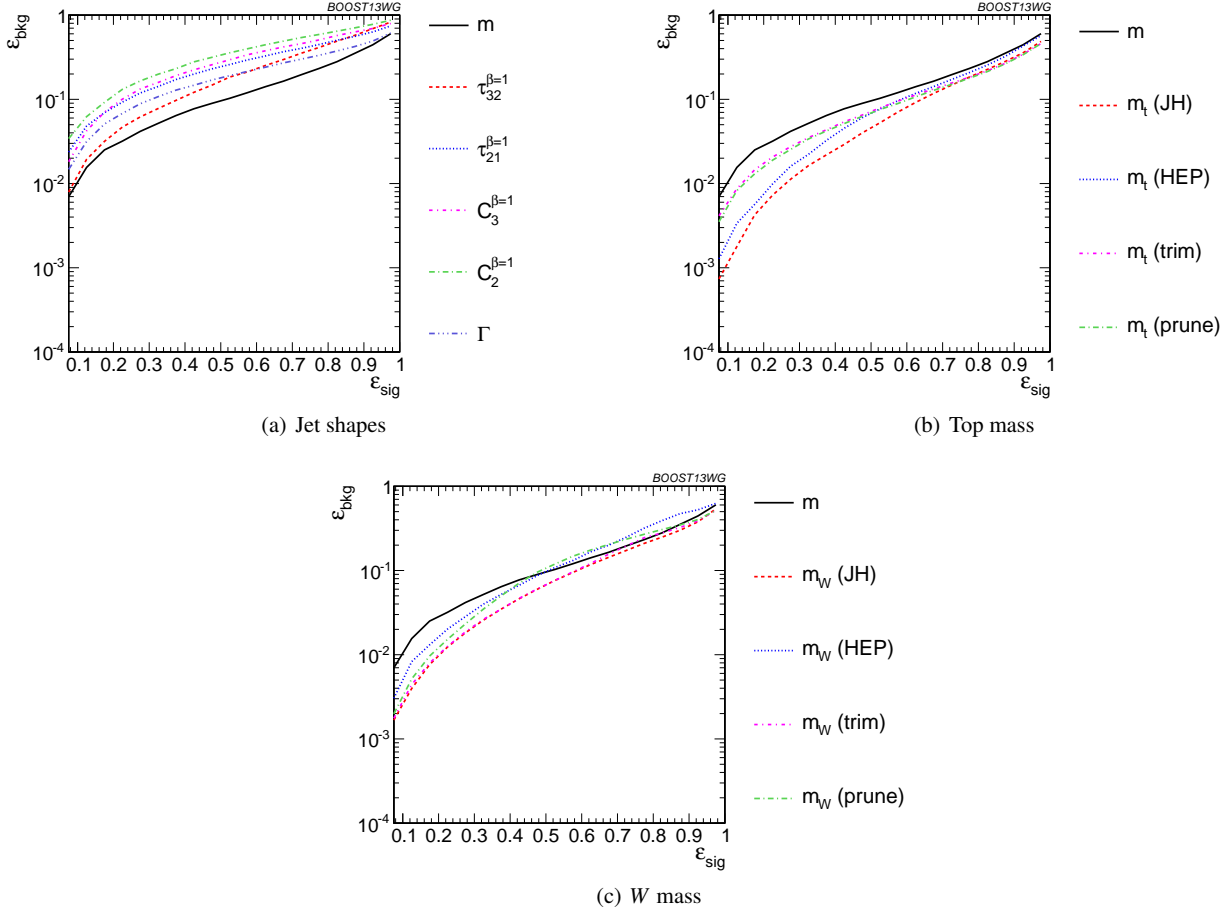 BOOST13WG
ε_bkg
1
10^-1
10^-2
10^-3
10^-4
0.1 0.2 0.3 0.4 0.5 0.6 0.7 0.8 0.9 1
ε_sig
m
τ_32^β=1
τ_21^β=1
C_3^β=1
C_2^β=1
Γ
(a) Jet shapes
BOOST13WG
ε_bkg
1
10^-1
10^-2
10^-3
10^-4
0.1 0.2 0.3 0.4 0.5 0.6 0.7 0.8 0.9 1
ε_sig
m
m_t (JH)
m_t (HEP)
m_t (trim)
m_t (prune)
(b) Top mass
BOOST13WG
ε_bkg
1
10^-1
10^-2
10^-3
10^-4
0.1 0.2 0.3 0.4 0.5 0.6 0.7 0.8 0.9 1
ε_sig
m
m_W (JH)
m_W (HEP)
m_W (trim)
m_W (prune)
(c) W mass